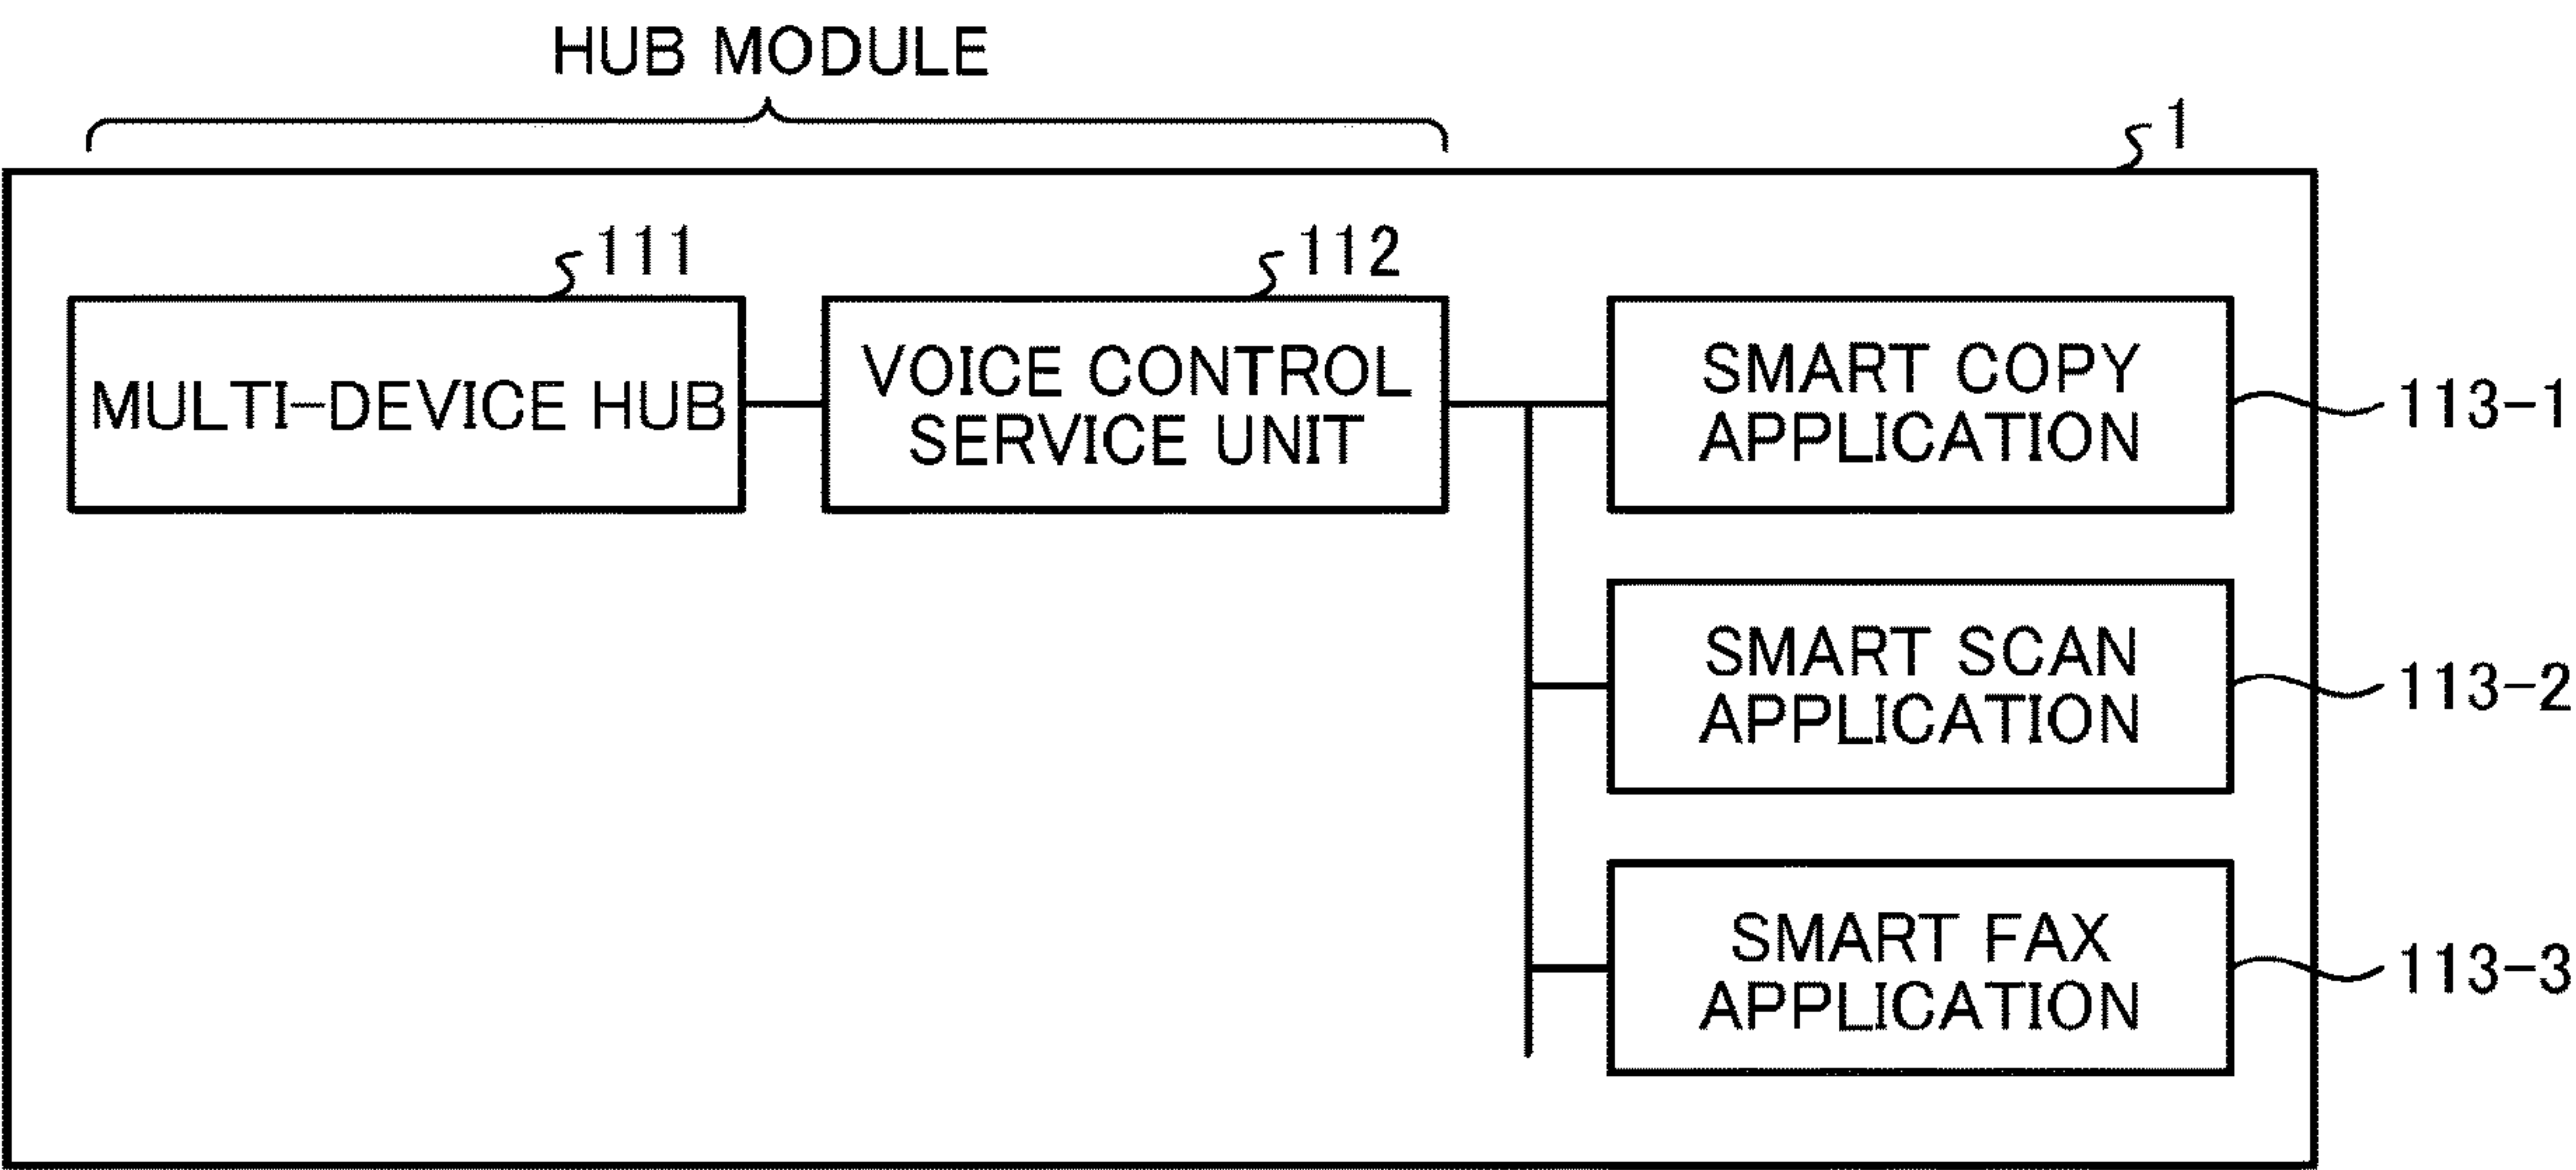 HUB MODULE
1
111
112
MULTI-DEVICE HUB
VOICE CONTROL
SERVICE UNIT
SMART COPY
APPLICATION
113-1
SMART SCAN
APPLICATION
113-2
SMART FAX
APPLICATION
113-3